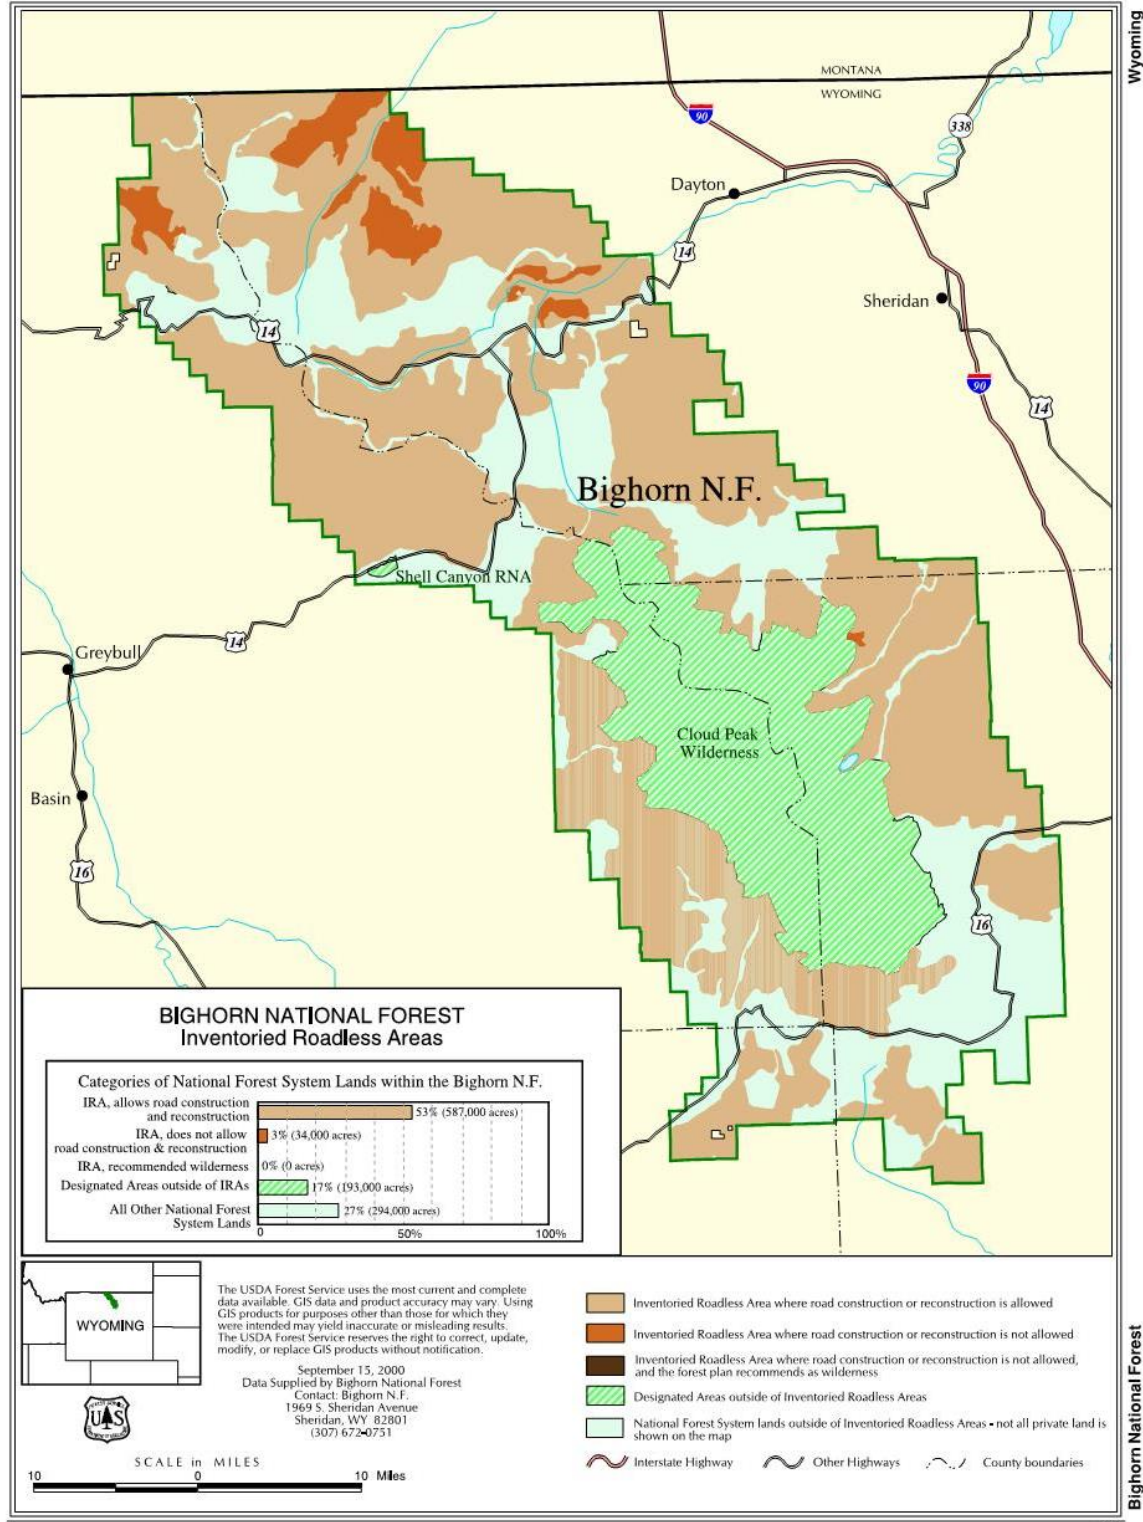 Wyoming
MONTANA
WYOMING
90
338
Dayton
14
Sheridan
14
90
14
Bighorn N.F.
Shell Canyon RNA
14
Greybull
Cloud Peak
Wilderness
Basin
16
16
BIGHORN NATIONAL FOREST
Inventoried Roadless Areas
Categories of National Forest System Lands within the Bighorn N.F.
IRA, allows road construction
and reconstruction
53% (587,000 acres)
IRA, does not allow
road construction & reconstruction
3% (34,000 acres)
IRA, recommended wilderness
0% (0 acres)
Designated Areas outside of IRAs
17% (193,000 acres)
All Other National Forest
System Lands
27% (294,000 acres)
0
50%
100%
WYOMING
The USDA Forest Service uses the most current and complete
data available. GIS data and product accuracy may vary. Using
GIS products for purposes other than those for which they
were intended may yield inaccurate or misleading results.
The USDA Forest Service reserves the right to correct, update,
modify, or replace GIS products without notification.
September 15, 2000
Data Supplied by Bighorn National Forest
Contact: Bighorn N.F.
1969 S. Sheridan Avenue
Sheridan, WY 82801
(307) 672-0751
U S
SCALE in MILES
10 0 10 Miles
Inventoried Roadless Area where road construction or reconstruction is allowed
Inventoried Roadless Area where road construction or reconstruction is not allowed
Inventoried Roadless Area where road construction or reconstruction is not allowed,
and the forest plan recommends as wilderness
Designated Areas outside of Inventoried Roadless Areas
National Forest System lands outside of Inventoried Roadless Areas - not all private land is
shown on the map
Interstate Highway
Other Highways
County boundaries
Bighorn National Forest